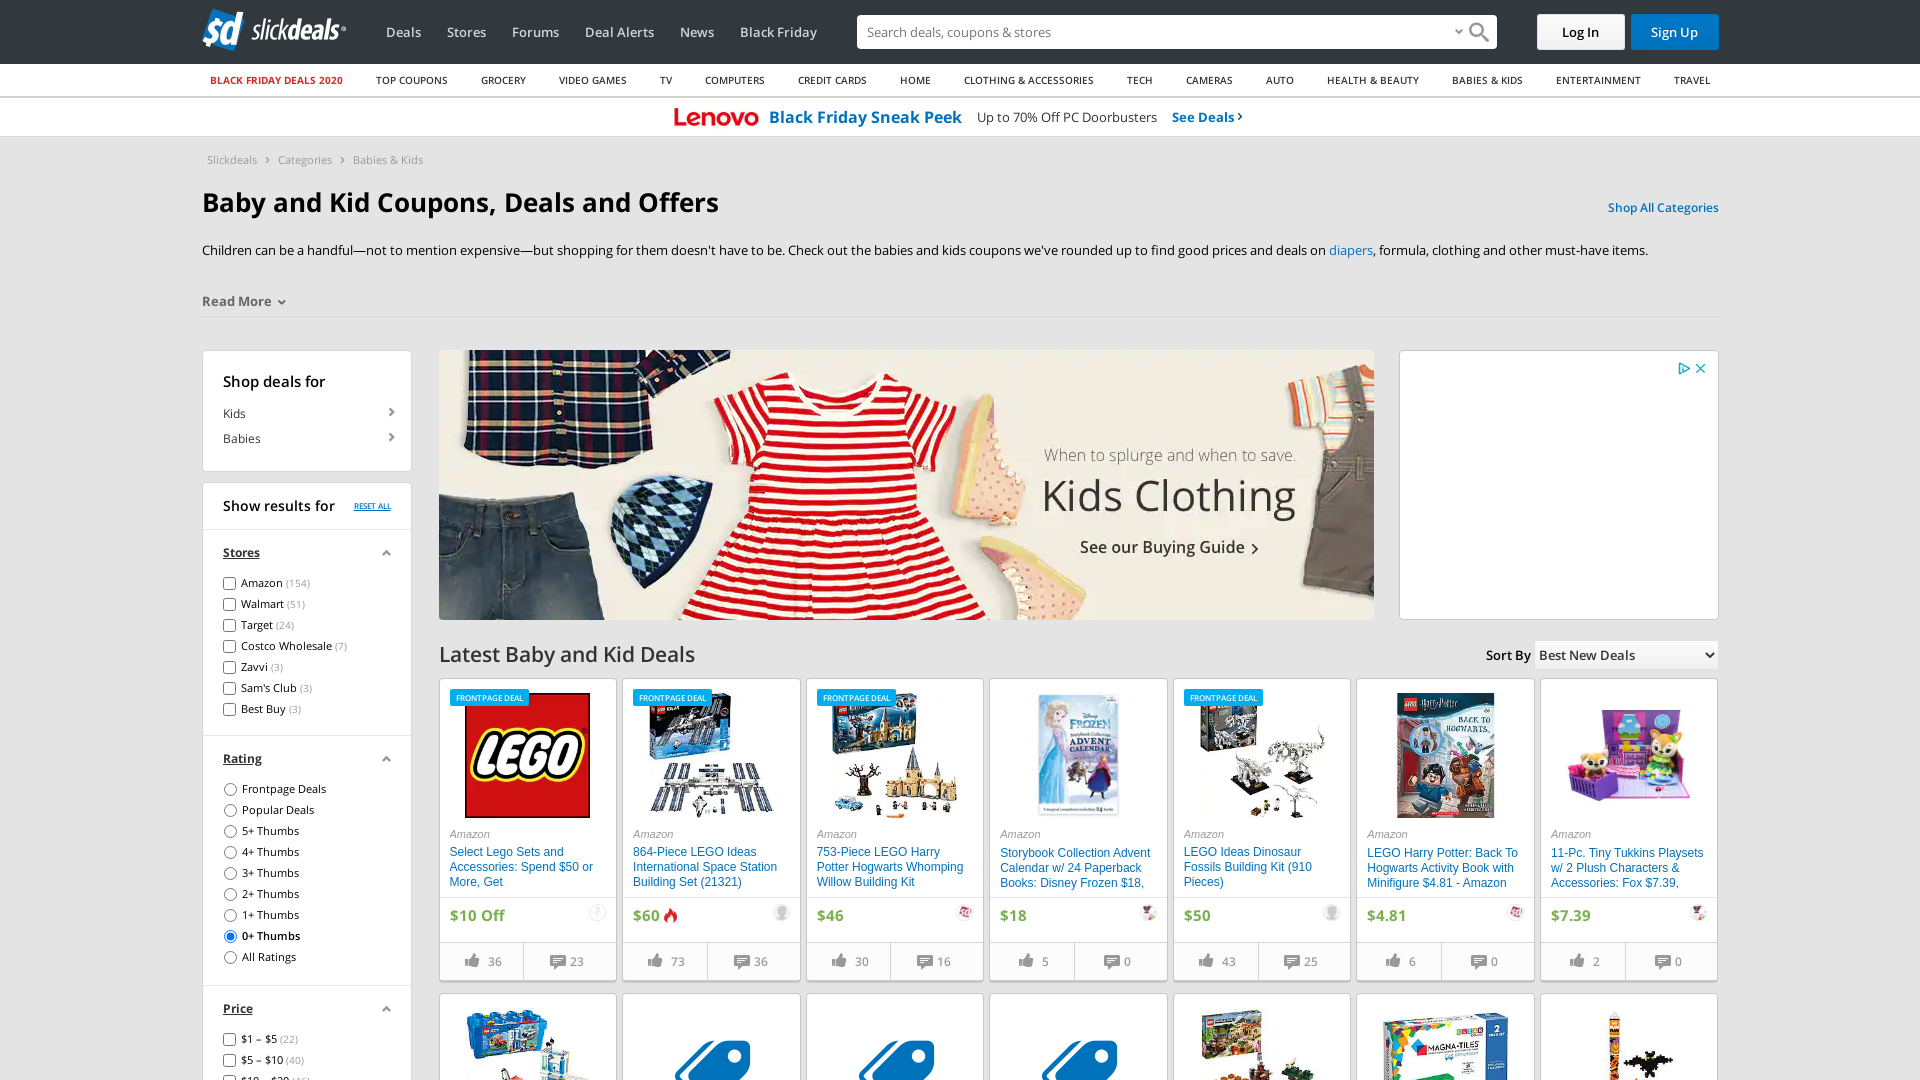 sd slickdeals
Deals
Stores
Forums
Deal Alerts
News
Black Friday
Search deals, coupons & stores
Log In
Sign Up
BLACK FRIDAY DEALS 2020
TOP COUPONS
GROCERY
VIDEO GAMES
TV
COMPUTERS
CREDIT CARDS
HOME
CLOTHING & ACCESSORIES
TECH
CAMERAS
AUTO
HEALTH & BEAUTY
BABIES & KIDS
ENTERTAINMENT
TRAVEL
Lenovo Black Friday Sneak Peek Up to 70% Off PC Doorbusters See Deals
Slickdeals > Categories > Babies & Kids
Baby and Kid Coupons, Deals and Offers
Shop All Categories
Children can be a handful—not to mention expensive—but shopping for them doesn't have to be. Check out the babies and kids coupons we've rounded up to find good prices and deals on diapers, formula, clothing and other must-have items.
Read More
Shop deals for
Kids
Babies
Show results for RESET ALL
Stores
Amazon (154)
Walmart (51)
Target (24)
Costco Wholesale (7)
Zavvi (3)
Sam's Club (3)
Best Buy (3)
Rating
Frontpage Deals
Popular Deals
5+ Thumbs
4+ Thumbs
3+ Thumbs
2+ Thumbs
1+ Thumbs
0+ Thumbs
All Ratings
Price
$1 – $5 (22)
$5 – $10 (40)
When to splurge and when to save.
Kids Clothing
See our Buying Guide
Latest Baby and Kid Deals
Sort By Best New Deals
FRONTPAGE DEAL
LEGO
Amazon
Select Lego Sets and
Accessories: Spend $50 or
More, Get
$10 Off
36
23
FRONTPAGE DEAL
Amazon
864-Piece LEGO Ideas
International Space Station
Building Set (21321)
$60
73
36
FRONTPAGE DEAL
Amazon
753-Piece LEGO Harry
Potter Hogwarts Whomping
Willow Building Kit
$46
30
16
Disney
FROZEN
Storybook Collection
ADVENT
CALENDAR
Amazon
Storybook Collection Advent
Calendar w/ 24 Paperback
Books: Disney Frozen $18,
$18
5
0
FRONTPAGE DEAL
Amazon
LEGO Ideas Dinosaur
Fossils Building Kit (910
Pieces)
$50
43
25
LEGO Harry Potter
BACK TO
HOGWARTS
Amazon
LEGO Harry Potter: Back To
Hogwarts Activity Book with
Minifigure $4.81 - Amazon
$4.81
6
0
Amazon
11-Pc. Tiny Tukkins Playsets
w/ 2 Plush Characters &
Accessories: Fox $7.39,
$7.39
2
0
MAGNA-TILES
2